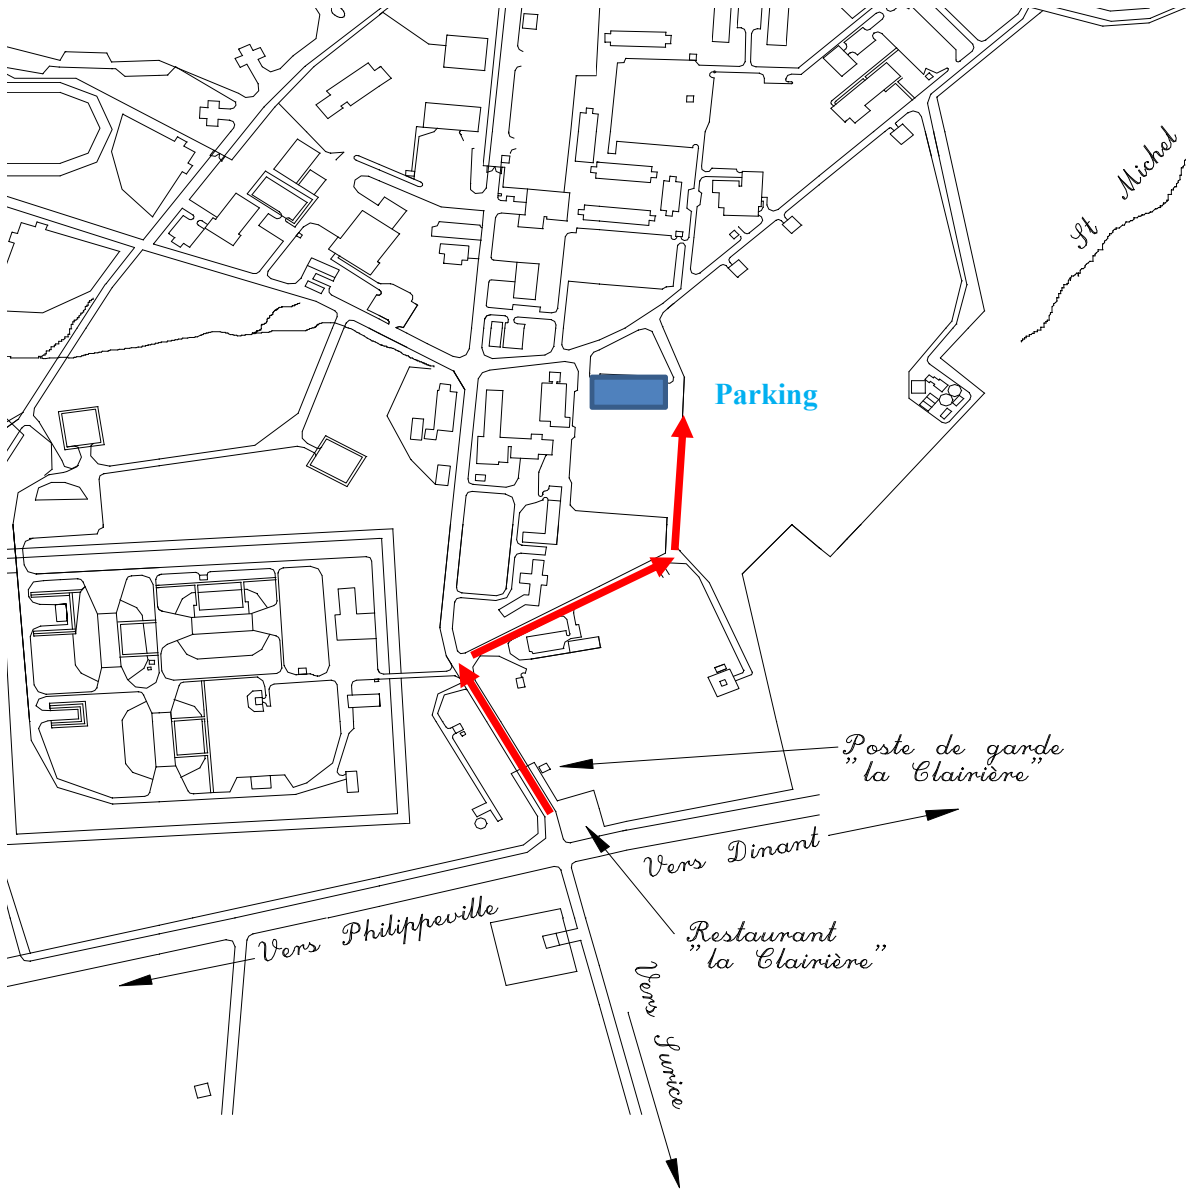 St Michel
Parking
Poste de garde
"la Clairière"
Vers Dinant
Vers Philippeville
Restaurant
"la Clairière"
Vers Surice